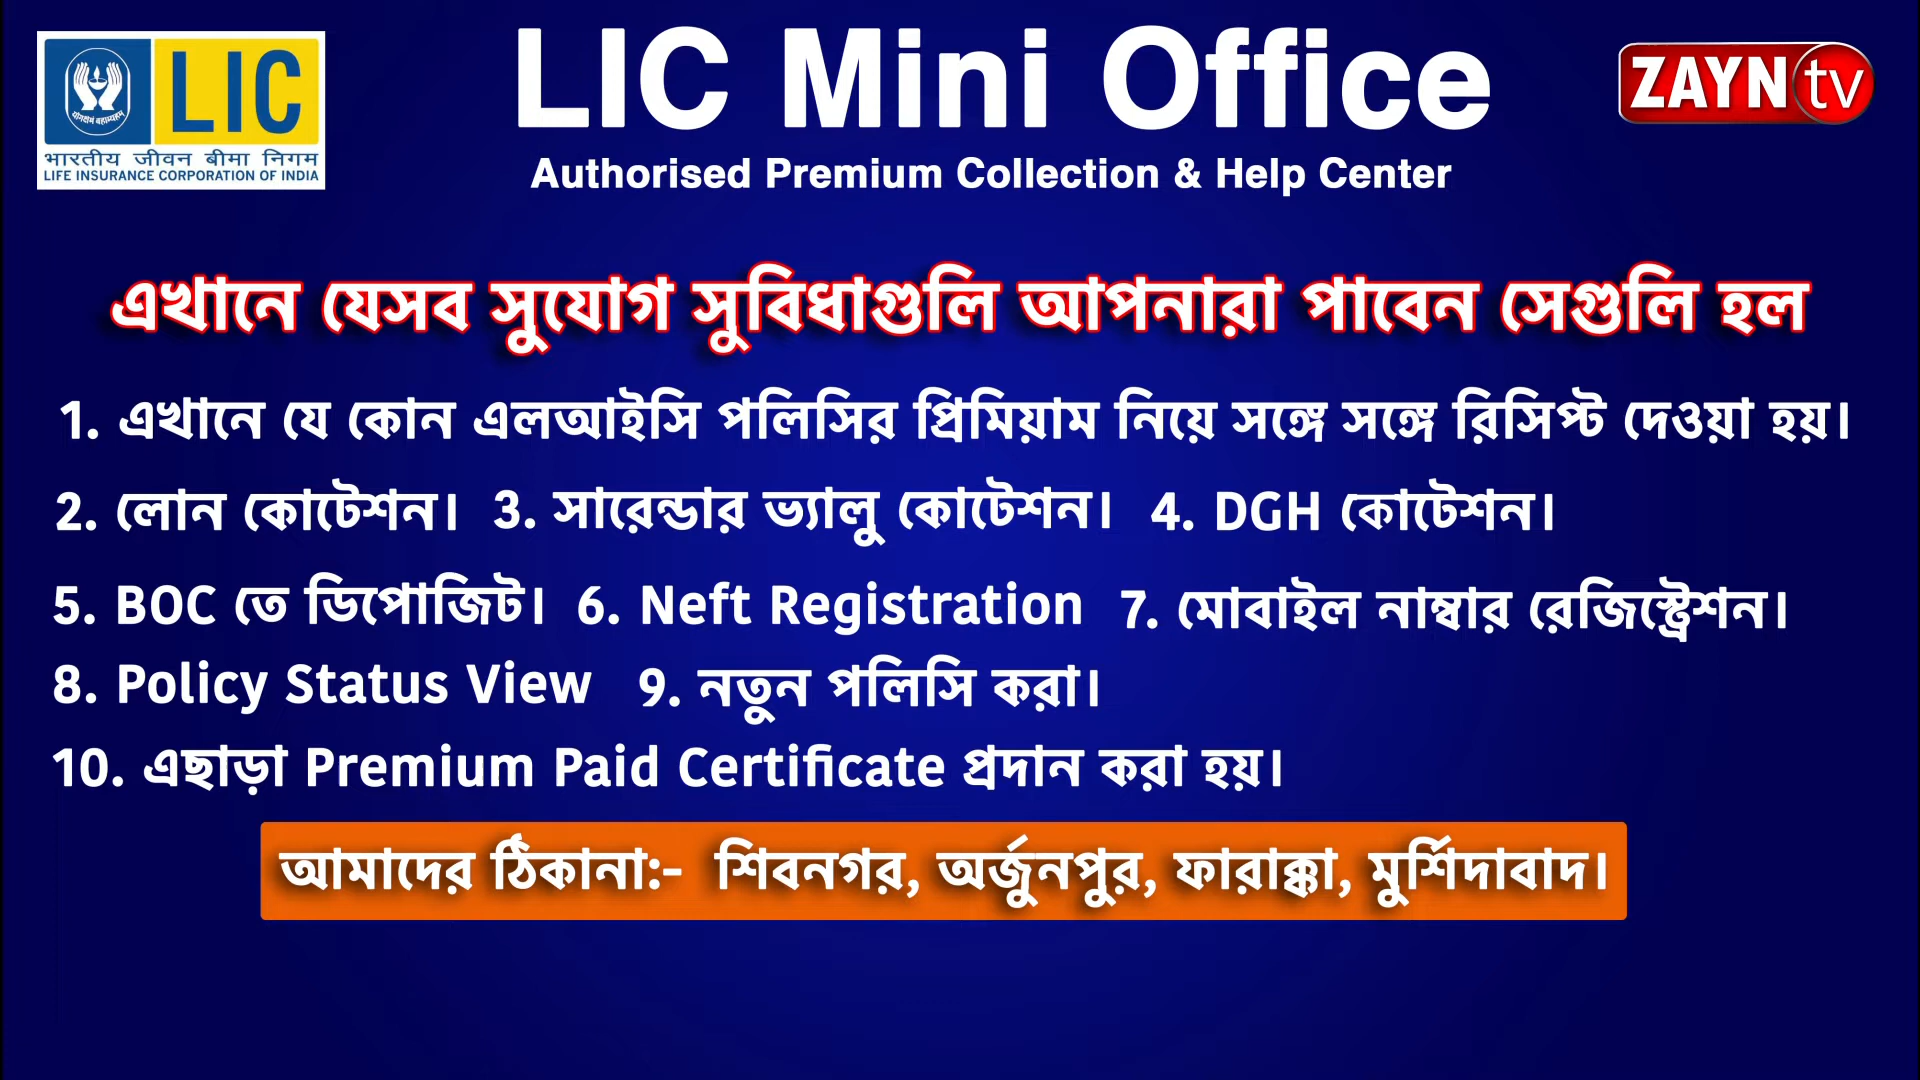 LIC Mini Office
Authorised Premium Collection & Help Center
LIC
योगक्षेमं वहाम्यहम्
भारतीय जीवन बीमा निगम
LIFE INSURANCE CORPORATION OF INDIA
ZAYN tv
এখানে যেসব সুযোগ সুবিধাগুলি আপনারা পাবেন সেগুলি হল
1. এখানে যে কোন এলআইসি পলিসির প্রিমিয়াম নিয়ে সঙ্গে সঙ্গে রিসিপ্ট দেওয়া হয়।
2. লোন কোটেশন। 3. সারেন্ডার ভ্যালু কোটেশন। 4. DGH কোটেশন।
5. BOC তে ডিপোজিট। 6. Neft Registration 7. মোবাইল নাম্বার রেজিস্ট্রেশন।
8. Policy Status View 9. নতুন পলিসি করা।
10. এছাড়া Premium Paid Certificate প্রদান করা হয়।
আমাদের ঠিকানা:- শিবনগর, অর্জুনপুর, ফারাক্কা, মুর্শিদাবাদ।